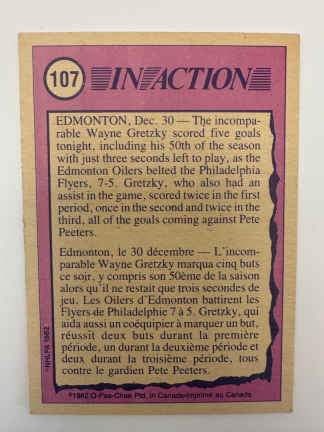 107 IN ACTION
EDMONTON, Dec. 30 — The incompa-
rable Wayne Gretzky scored five goals
tonight, including his 50th of the season
with just three seconds left to play, as the
Edmonton Oilers belted the Philadelphia
Flyers, 7-5. Gretzky, who also had an
assist in the game, scored twice in the first
period, once in the second and twice in the
third, all of the goals coming against Pete
Peeters.
Edmonton, le 30 décembre — L'incom-
parable Wayne Gretzky marqua cinq buts
ce soir, y compris son 50ème de la saison
alors qu'il ne restait que trois secondes de
jeu. Les Oilers d'Edmonton battirent les
Flyers de Philadelphie 7 à 5. Gretzky, qui
aida aussi un coéquipier à marquer un but,
réussit deux buts durant la première
période, un durant la deuxième période et
deux durant la troisième période, tous
contre le gardien Pete Peeters.
©NHLPA 1982
©1982 O-Pee-Chee Ptd. in Canada-Imprimé au Canada